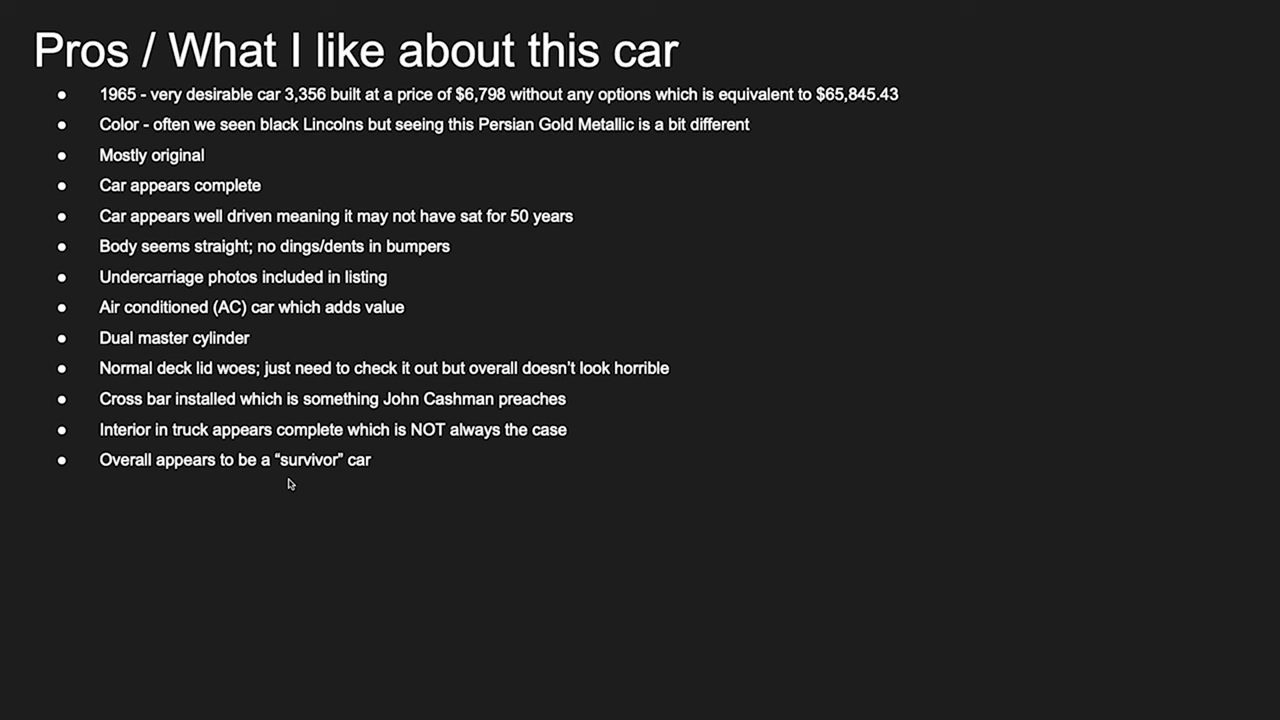 Pros / What I like about this car
● 1965 - very desirable car 3,356 built at a price of $6,798 without any options which is equivalent to $65,845.43
● Color - often we seen black Lincolns but seeing this Persian Gold Metallic is a bit different
● Mostly original
● Car appears complete
● Car appears well driven meaning it may not have sat for 50 years
● Body seems straight; no dings/dents in bumpers
● Undercarriage photos included in listing
● Air conditioned (AC) car which adds value
● Dual master cylinder
● Normal deck lid woes; just need to check it out but overall doesn’t look horrible
● Cross bar installed which is something John Cashman preaches
● Interior in truck appears complete which is NOT always the case
● Overall appears to be a “survivor” car